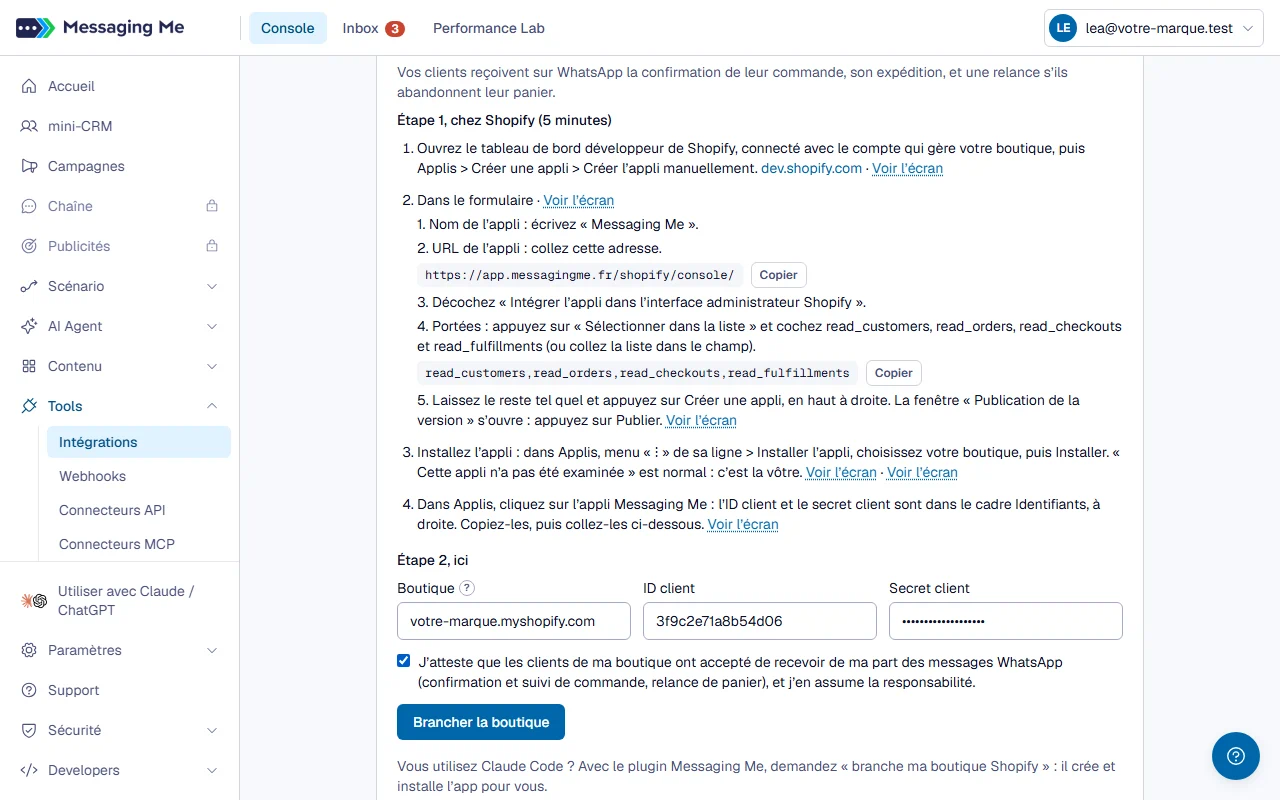 Messaging Me
Console
Inbox 3
Performance Lab
LE lea@votre-marque.test
Accueil
mini-CRM
Campagnes
Chaîne
Publicités
Scénario
AI Agent
Contenu
Tools
Intégrations
Webhooks
Connecteurs API
Connecteurs MCP
Utiliser avec Claude /
ChatGPT
Paramètres
Support
Sécurité
Developers
Vos clients reçoivent sur WhatsApp la confirmation de leur commande, son expédition, et une relance s’ils
abandonnent leur panier.
Étape 1, chez Shopify (5 minutes)
1. Ouvrez le tableau de bord développeur de Shopify, connecté avec le compte qui gère votre boutique, puis
Applis > Créer une appli > Créer l’appli manuellement. dev.shopify.com · Voir l’écran
2. Dans le formulaire · Voir l’écran
1. Nom de l’appli : écrivez « Messaging Me ».
2. URL de l’appli : collez cette adresse.
https://app.messagingme.fr/shopify/console/ Copier
3. Décochez « Intégrer l’appli dans l’interface administrateur Shopify ».
4. Portées : appuyez sur « Sélectionner dans la liste » et cochez read_customers, read_orders, read_checkouts
et read_fulfillments (ou collez la liste dans le champ).
read_customers,read_orders,read_checkouts,read_fulfillments Copier
5. Laissez le reste tel quel et appuyez sur Créer une appli, en haut à droite. La fenêtre « Publication de la
version » s’ouvre : appuyez sur Publier. Voir l’écran
3. Installez l’appli : dans Applis, menu « ⋮ » de sa ligne > Installer l’appli, choisissez votre boutique, puis Installer. «
Cette appli n’a pas été examinée » est normal : c’est la vôtre. Voir l’écran · Voir l’écran
4. Dans Applis, cliquez sur l’appli Messaging Me : l’ID client et le secret client sont dans le cadre Identifiants, à
droite. Copiez-les, puis collez-les ci-dessous. Voir l’écran
Étape 2, ici
Boutique ? ID client Secret client
votre-marque.myshopify.com 3f9c2e71a8b54d06 •••••••••••••••••••
J’atteste que les clients de ma boutique ont accepté de recevoir de ma part des messages WhatsApp
(confirmation et suivi de commande, relance de panier), et j’en assume la responsabilité.
Brancher la boutique
Vous utilisez Claude Code ? Avec le plugin Messaging Me, demandez « branche ma boutique Shopify » : il crée et
installe l’app pour vous.